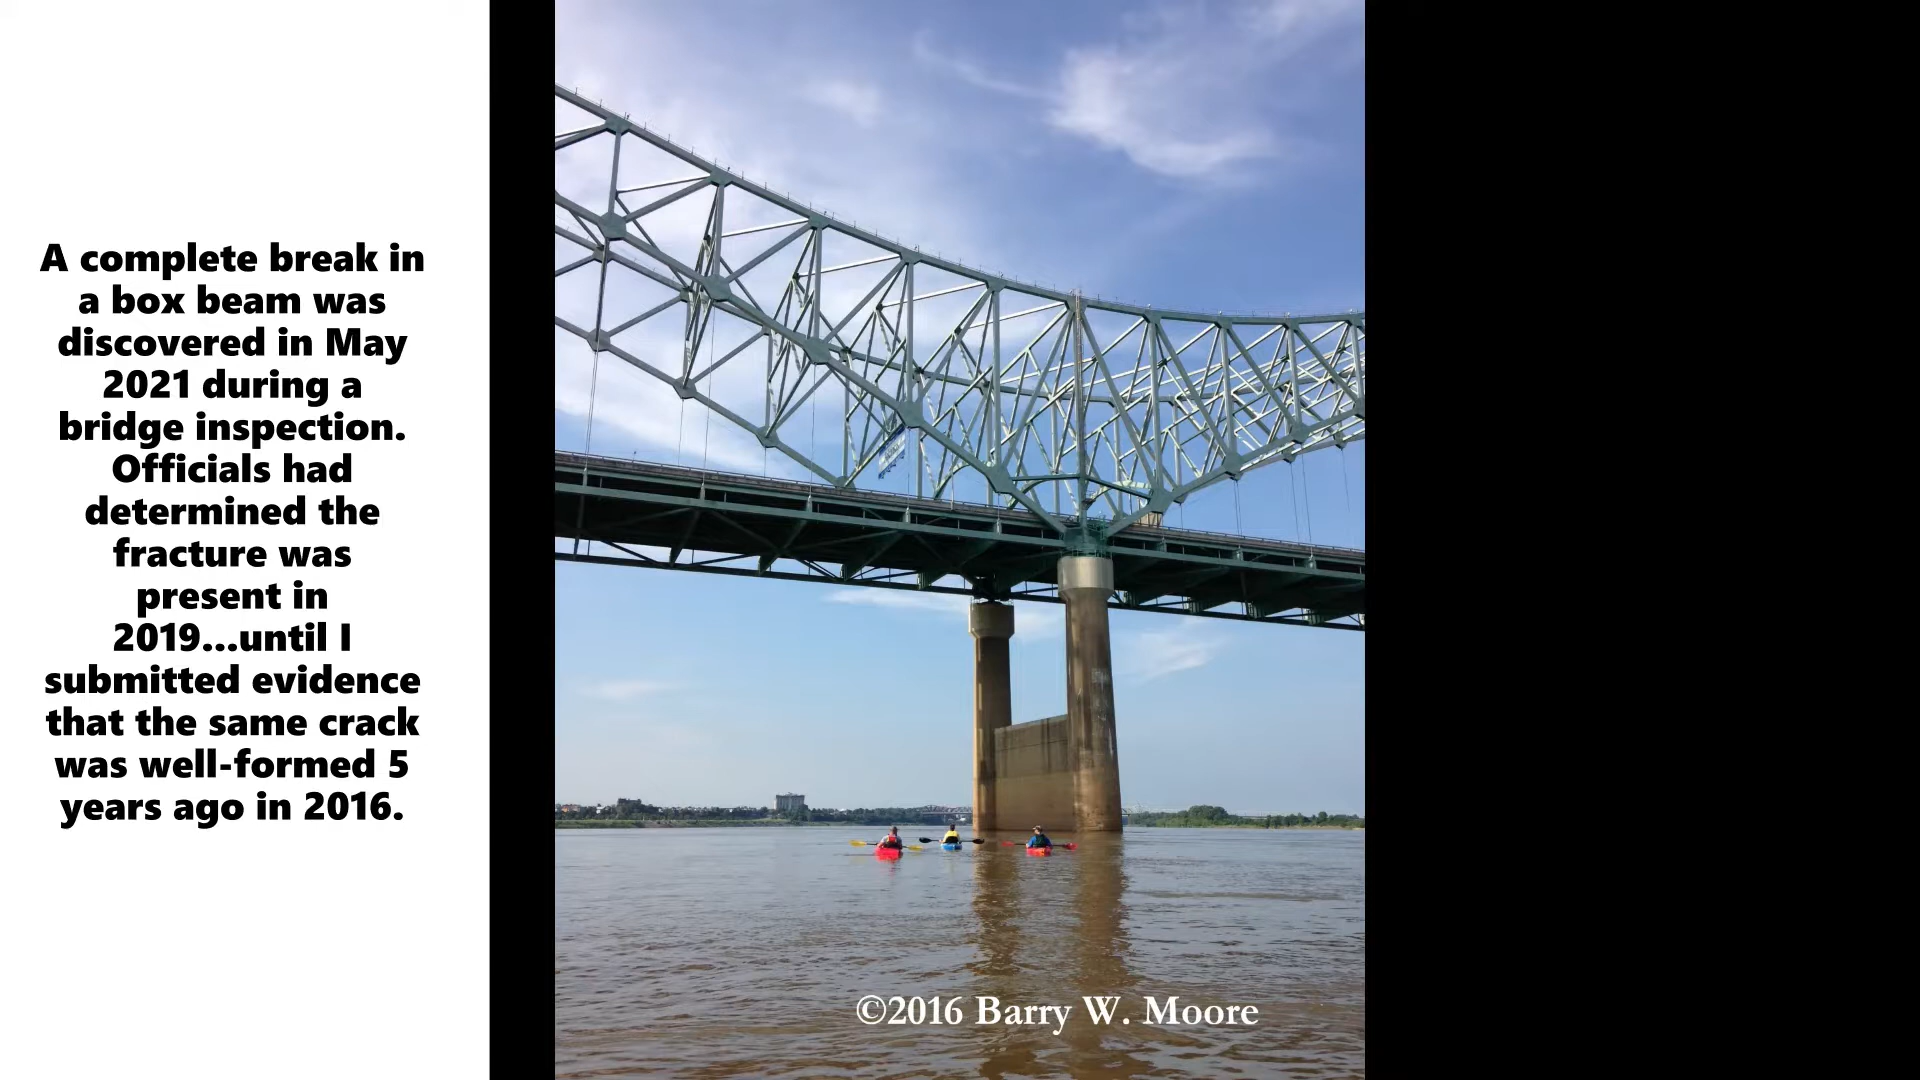 A complete break in
a box beam was
discovered in May
2021 during a
bridge inspection.
Officials had
determined the
fracture was
present in
2019...until I
submitted evidence
that the same crack
was well-formed 5
years ago in 2016.
©2016 Barry W. Moore